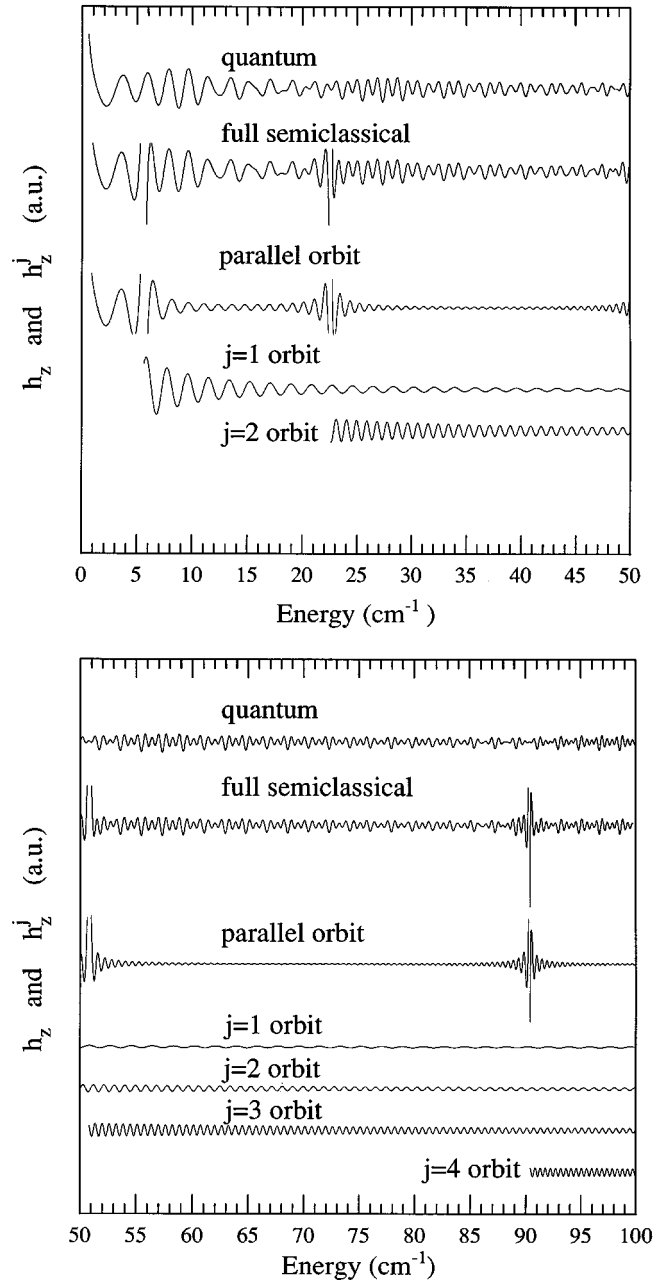 quantum
full semiclassical
parallel orbit
j=1 orbit
j=2 orbit
h_z and h_z^j (a.u.)
0 5 10 15 20 25 30 35 40 45 50
Energy (cm^-1 )
quantum
full semiclassical
parallel orbit
j=1 orbit
j=2 orbit
j=3 orbit
j=4 orbit
h_z and h_z^j (a.u.)
50 55 60 65 70 75 80 85 90 95 100
Energy (cm^-1)